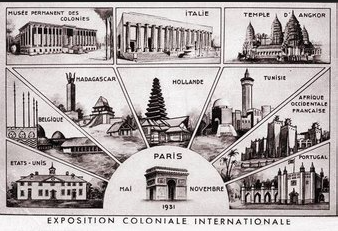 MUSÉE PERMANENT DES
COLONIES
ITALIE
TEMPLE D'ANGKOR
MADAGASCAR
HOLLANDE
TUNISIE
BELGIQUE
AFRIQUE
OCCIDENTALE
FRANÇAISE
ETATS-UNIS
PARIS
MAI
NOVEMBRE
1931
PORTUGAL
EXPOSITION COLONIALE INTERNATIONALE